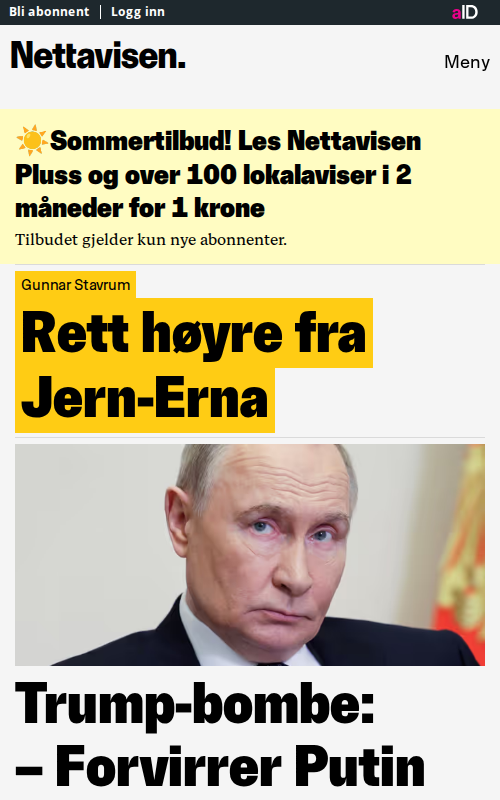 Bli abonnent | Logg inn aID
Nettavisen.
Meny
☀️Sommertilbud! Les Nettavisen
Pluss og over 100 lokalaviser i 2
måneder for 1 krone
Tilbudet gjelder kun nye abonnenter.
Gunnar Stavrum
Rett høyre fra
Jern-Erna
Trump-bombe:
– Forvirrer Putin